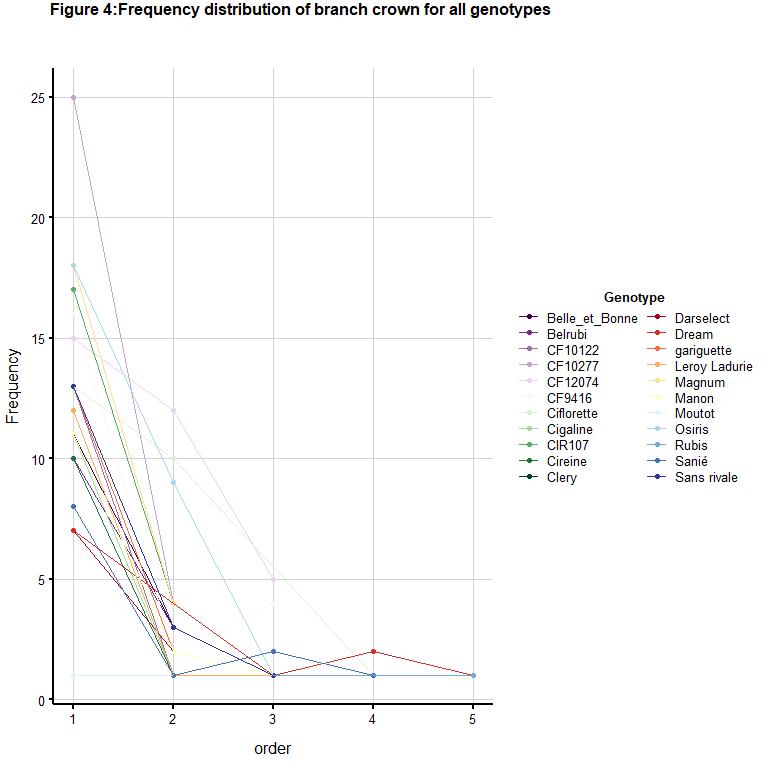 Figure 4:Frequency distribution of branch crown for all genotypes
25
20
15
10
5
0
Frequency
1 2 3 4 5
order
Genotype
Belle_et_Bonne Darselect
Belrubi Dream
CF10122 gariguette
CF10277 Leroy Ladurie
CF12074 Magnum
CF9416 Manon
Ciflorette Moutot
Cigaline Osiris
CIR107 Rubis
Cireine Sanié
Clery Sans rivale